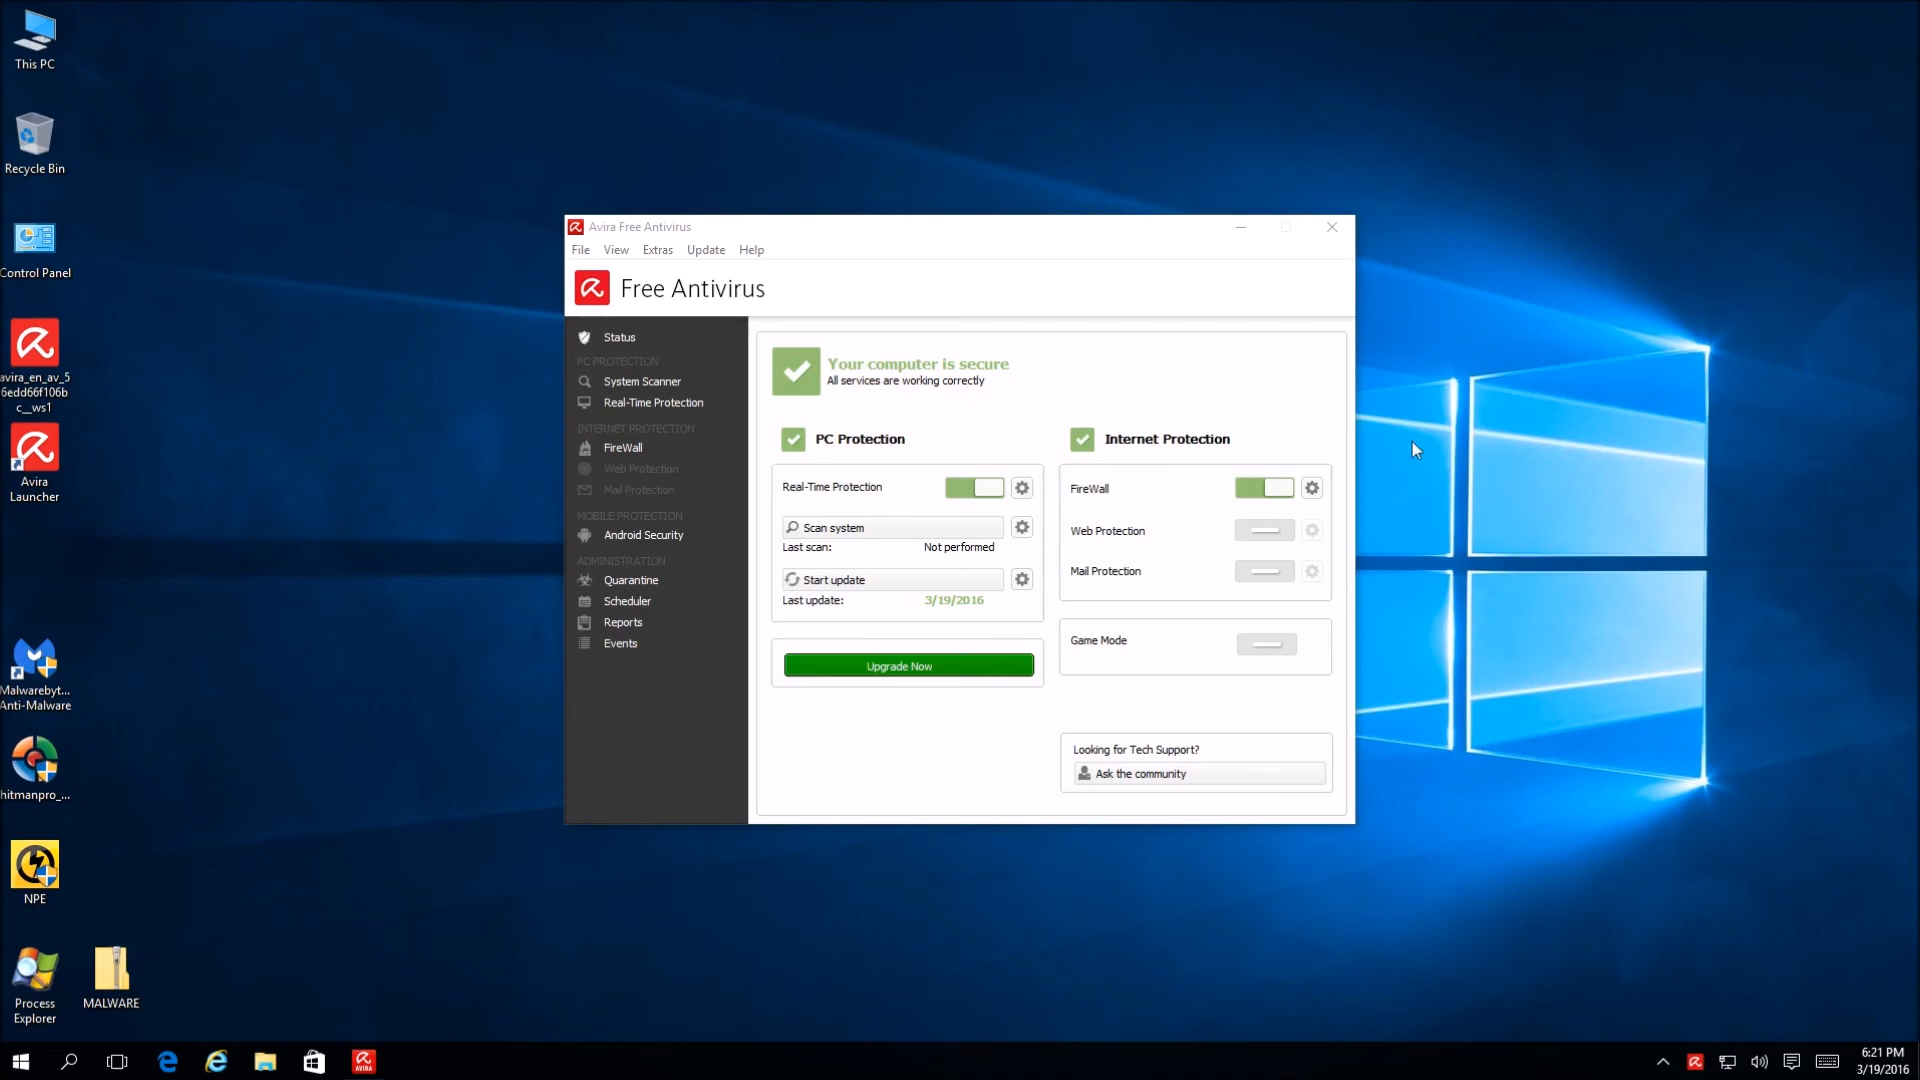 This PC
Recycle Bin
Control Panel
avira_en_av_5
6edd66f106b
c__ws1
Avira
Launcher
Malwarebyt...
Anti-Malware
hitmanpro_...
NPE
Process
Explorer
MALWARE
Avira Free Antivirus
File View Extras Update Help
Free Antivirus
Status
PC PROTECTION
System Scanner
Real-Time Protection
INTERNET PROTECTION
FireWall
Web Protection
Mail Protection
MOBILE PROTECTION
Android Security
ADMINISTRATION
Quarantine
Scheduler
Reports
Events
Your computer is secure
All services are working correctly
PC Protection
Real-Time Protection
Scan system
Last scan: Not performed
Start update
Last update: 3/19/2016
Upgrade Now
Internet Protection
FireWall
Web Protection
Mail Protection
Game Mode
Looking for Tech Support?
Ask the community
AVIRA
6:21 PM
3/19/2016